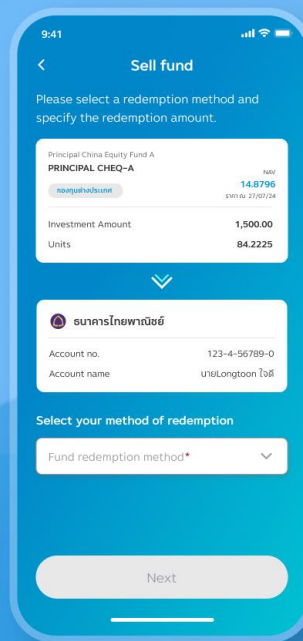 9:41
Sell fund
Please select a redemption method and
specify the redemption amount.
Principal China Equity Fund A
PRINCIPAL CHEQ-A
NAV
14.8796
กองทุนต่างประเทศ
ราคา ณ 27/07/24
Investment Amount 1,500.00
Units 84.2225
ธนาคารไทยพาณิชย์
Account no. 123-4-56789-0
Account name นายLongtoon ใจดี
Select your method of redemption
Fund redemption method*
Next